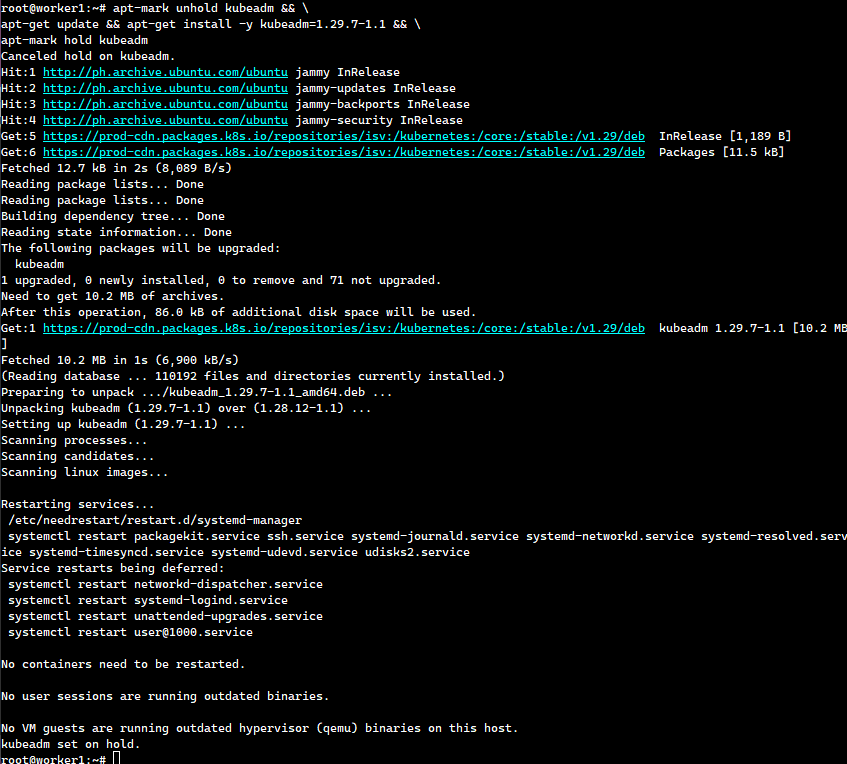 root@worker1:~# apt-mark unhold kubeadm && \
apt-get update && apt-get install -y kubeadm=1.29.7-1.1 && \
apt-mark hold kubeadm
Canceled hold on kubeadm.
Hit:1 http://ph.archive.ubuntu.com/ubuntu jammy InRelease
Hit:2 http://ph.archive.ubuntu.com/ubuntu jammy-updates InRelease
Hit:3 http://ph.archive.ubuntu.com/ubuntu jammy-backports InRelease
Hit:4 http://ph.archive.ubuntu.com/ubuntu jammy-security InRelease
Get:5 https://prod-cdn.packages.k8s.io/repositories/isv:/kubernetes:/core:/stable:/v1.29/deb  InRelease [1,189 B]
Get:6 https://prod-cdn.packages.k8s.io/repositories/isv:/kubernetes:/core:/stable:/v1.29/deb  Packages [11.5 kB]
Fetched 12.7 kB in 2s (8,089 B/s)
Reading package lists... Done
Reading package lists... Done
Building dependency tree... Done
Reading state information... Done
The following packages will be upgraded:
  kubeadm
1 upgraded, 0 newly installed, 0 to remove and 71 not upgraded.
Need to get 10.2 MB of archives.
After this operation, 86.0 kB of additional disk space will be used.
Get:1 https://prod-cdn.packages.k8s.io/repositories/isv:/kubernetes:/core:/stable:/v1.29/deb  kubeadm 1.29.7-1.1 [10.2 MB
]
Fetched 10.2 MB in 1s (6,900 kB/s)
(Reading database ... 110192 files and directories currently installed.)
Preparing to unpack .../kubeadm_1.29.7-1.1_amd64.deb ...
Unpacking kubeadm (1.29.7-1.1) over (1.28.12-1.1) ...
Setting up kubeadm (1.29.7-1.1) ...
Scanning processes...
Scanning candidates...
Scanning linux images...
Restarting services...
 /etc/needrestart/restart.d/systemd-manager
 systemctl restart packagekit.service ssh.service systemd-journald.service systemd-networkd.service systemd-resolved.serv
ice systemd-timesyncd.service systemd-udevd.service udisks2.service
Service restarts being deferred:
 systemctl restart networkd-dispatcher.service
 systemctl restart systemd-logind.service
 systemctl restart unattended-upgrades.service
 systemctl restart user@1000.service
No containers need to be restarted.
No user sessions are running outdated binaries.
No VM guests are running outdated hypervisor (qemu) binaries on this host.
kubeadm set on hold.
root@worker1:~#